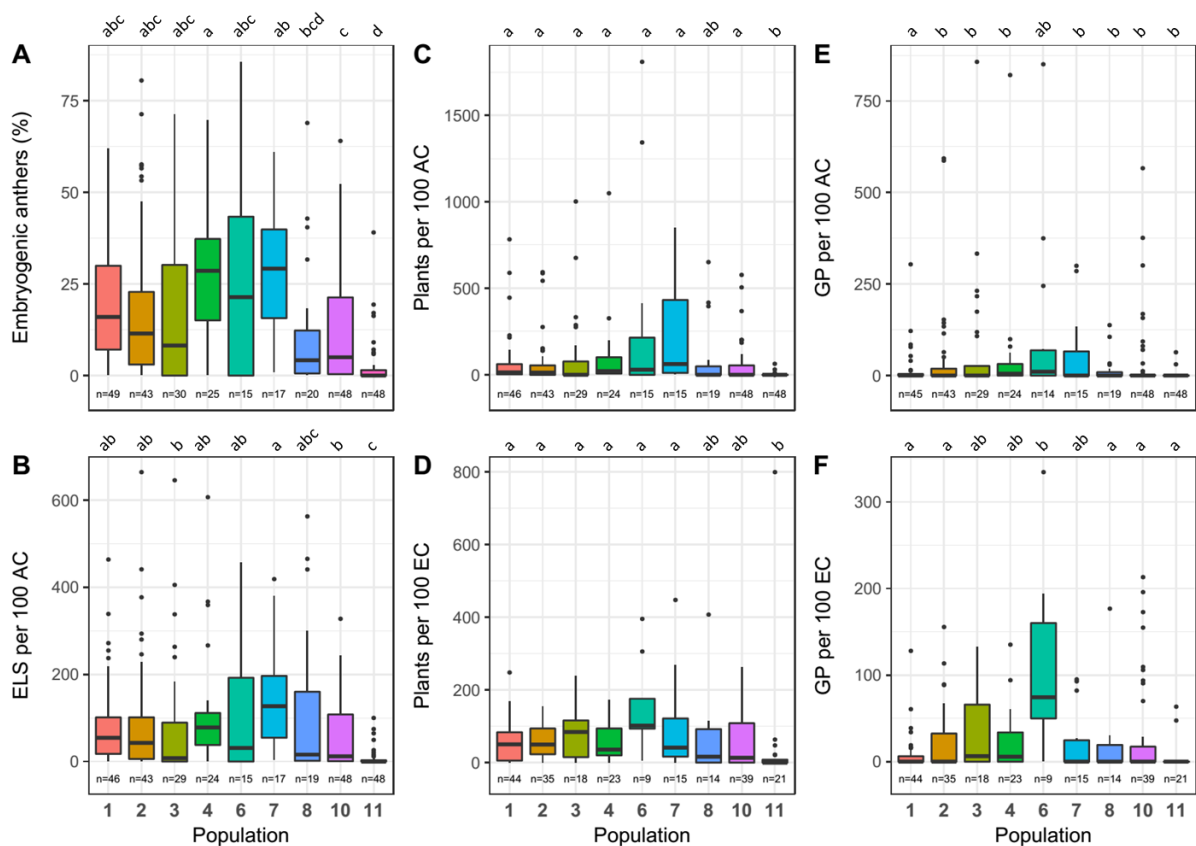 A
abc abc abc a abc ab bcd c d
Embryogenic anthers (%)
75
50
25
0
n=49 n=43 n=30 n=25 n=15 n=17 n=20 n=48 n=48
C
a a a a a a ab a b
Plants per 100 AC
1500
1000
500
0
n=46 n=43 n=29 n=24 n=15 n=15 n=19 n=48 n=48
E
a b b b ab b b b b
GP per 100 AC
750
500
250
0
n=45 n=43 n=29 n=24 n=14 n=15 n=19 n=48 n=48
B
ab ab b ab ab a abc b c
ELS per 100 AC
600
400
200
0
n=46 n=43 n=29 n=24 n=15 n=17 n=19 n=48 n=48
1 2 3 4 6 7 8 10 11
Population
D
a a a a a a ab ab b
Plants per 100 EC
800
600
400
200
0
n=44 n=35 n=18 n=23 n=9 n=15 n=14 n=39 n=21
1 2 3 4 6 7 8 10 11
Population
F
a a ab ab b ab a a a
GP per 100 EC
300
200
100
0
n=44 n=35 n=18 n=23 n=9 n=15 n=14 n=39 n=21
1 2 3 4 6 7 8 10 11
Population